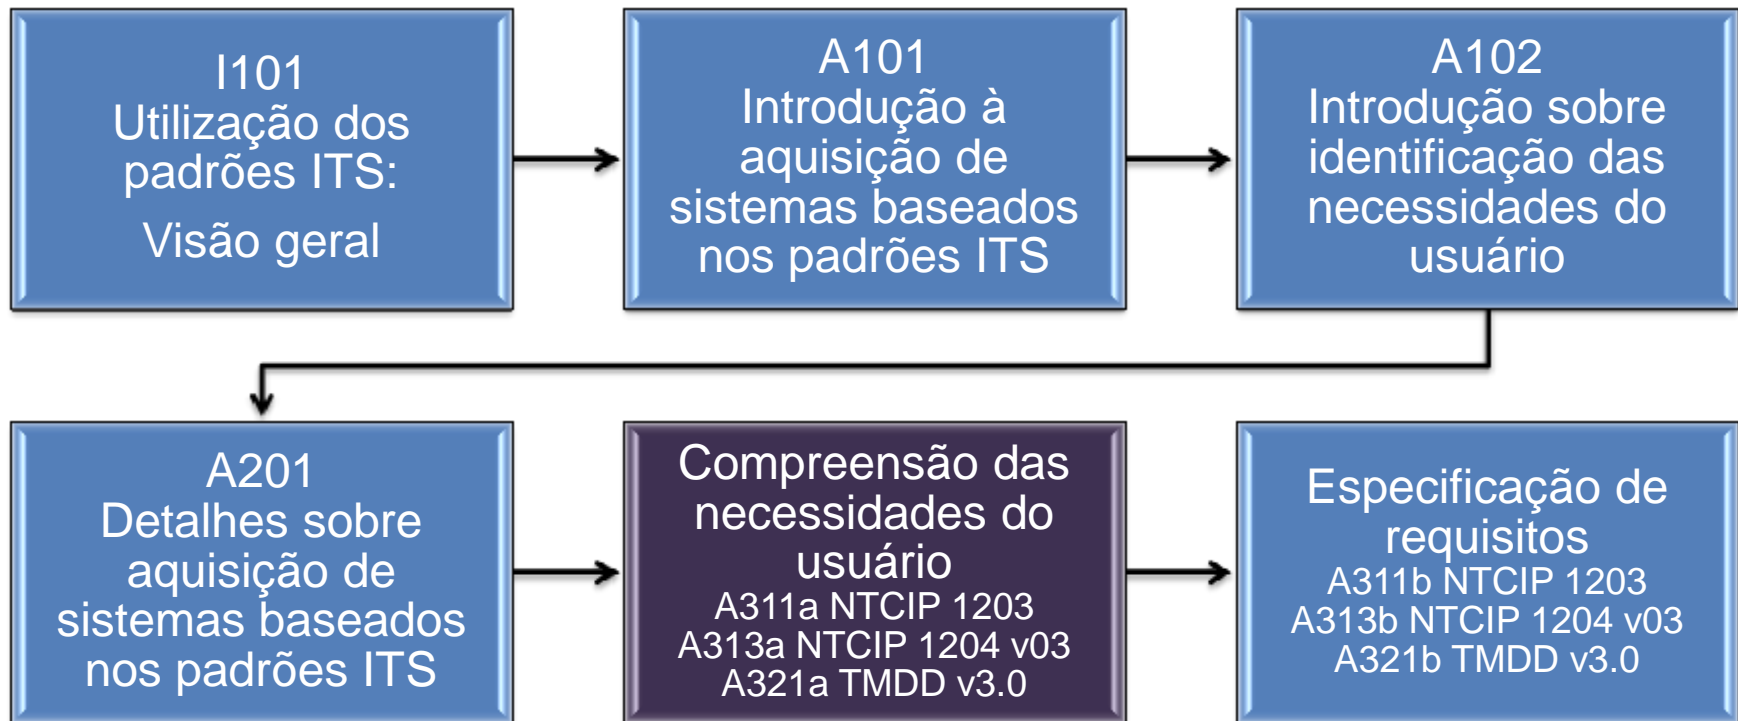 I101
Utilização dos
padrões ITS:
Visão geral
A101
Introdução à
aquisição de
sistemas baseados
nos padrões ITS
A102
Introdução sobre
identificação das
necessidades do
usuário
A201
Detalhes sobre
aquisição de
sistemas baseados
nos padrões ITS
Compreensão das
necessidades do
usuário
A311a NTCIP 1203
A313a NTCIP 1204 v03
A321a TMDD v3.0
Especificação de
requisitos
A311b NTCIP 1203
A313b NTCIP 1204 v03
A321b TMDD v3.0